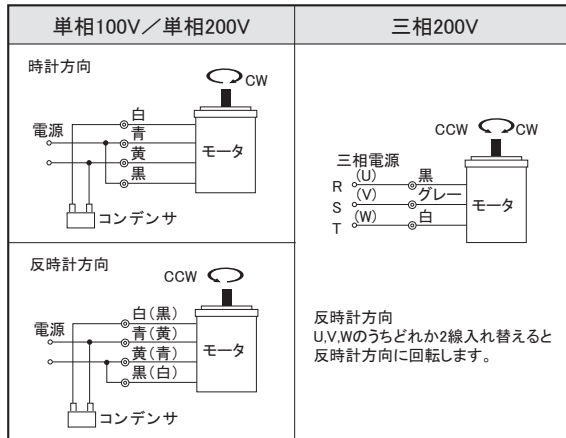 単相100V／単相200V
三相200V
時計方向
CW
白
電源
青
黄
モータ
黒
コンデンサ
反時計方向
CCW
白(黒)
電源
青(黄)
黄(青)
モータ
黒(白)
コンデンサ
CCW
CW
三相電源
R
(U)
黒
S
(V)
グレー
モータ
T
(W)
白
反時計方向
U,V,Wのうちどれか2線入れ替えると
反時計方向に回転します。